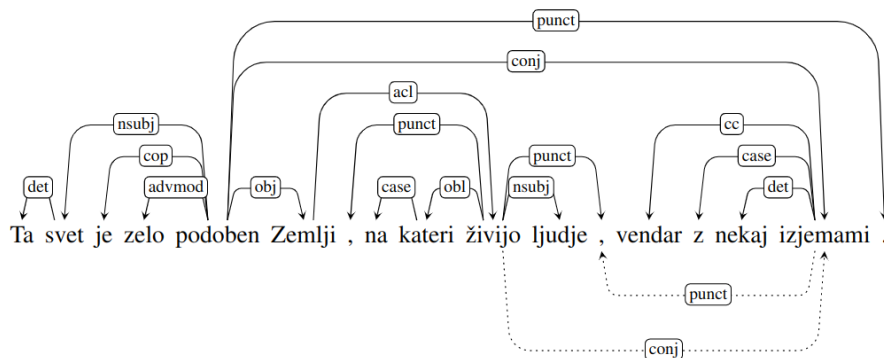 punct
conj
acl
nsubj punct cc
cop punct case
det advmod obj case obl nsubj det
Ta svet je zelo podoben Zemlji , na kateri živijo ljudje , vendar z nekaj izjemami .
punct
conj